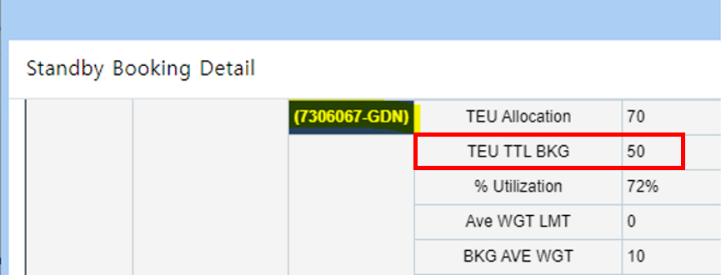 Standby Booking Detail
(7306067-GDN) TEU Allocation 70
TEU TTL BKG 50
% Utilization 72%
Ave WGT LMT 0
BKG AVE WGT 10